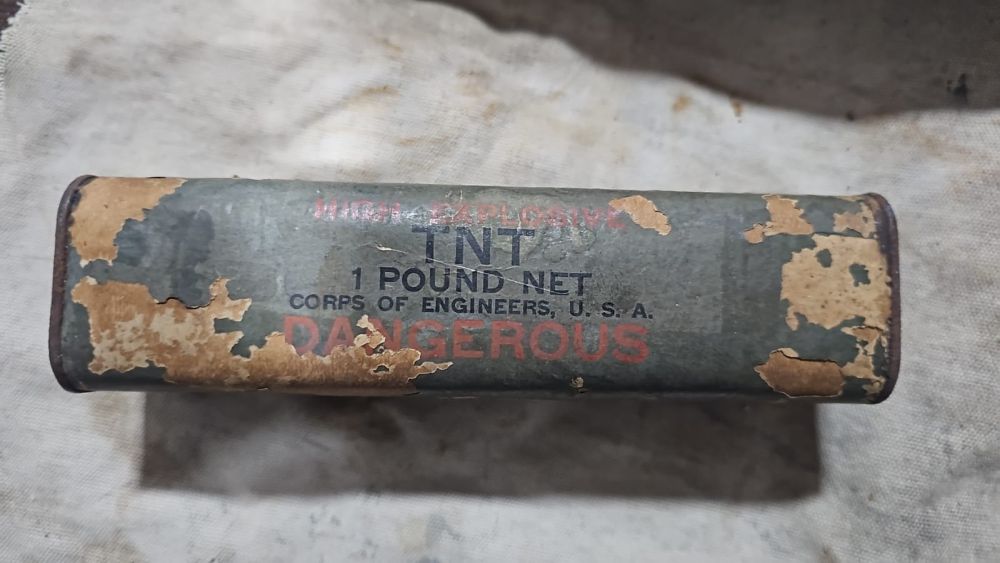 HIGH EXPLOSIVE
TNT
1 POUND NET
CORPS OF ENGINEERS, U. S. A.
DANGEROUS